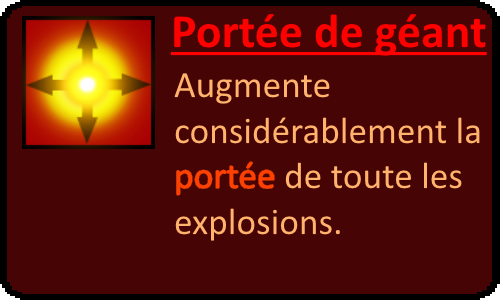 Portée de géant
Augmente
considérablement la
portée de toute les
explosions.